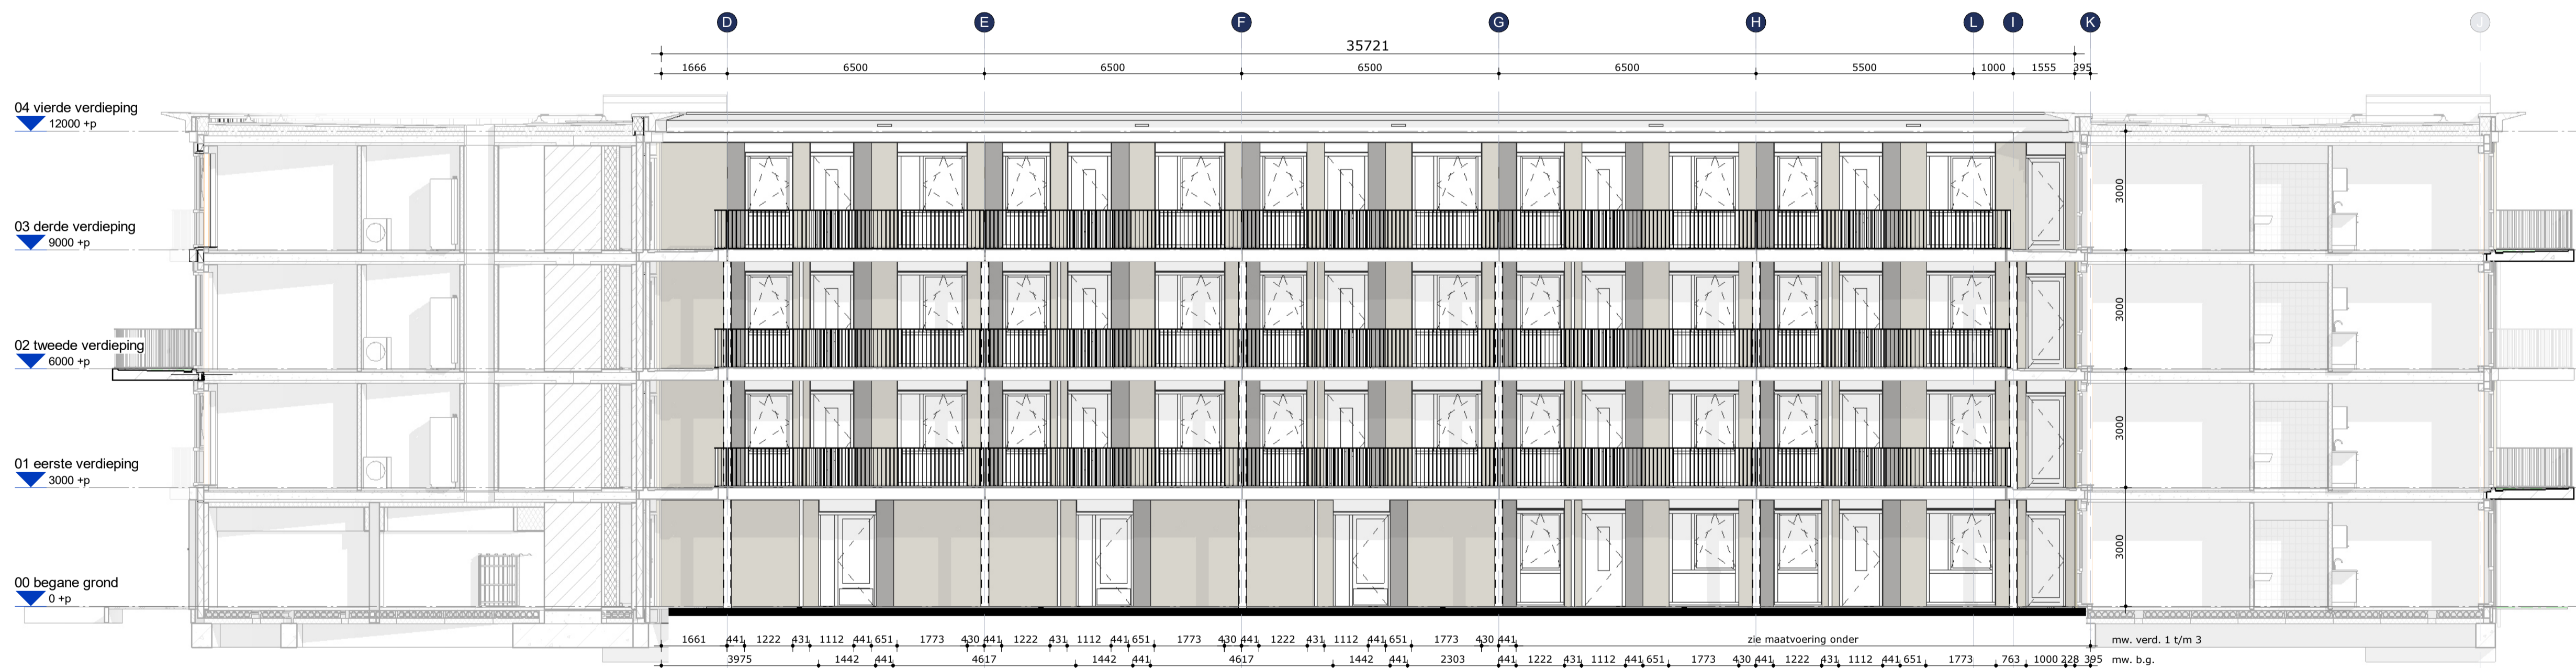 D E F G H L I K J
35721
1666 6500 6500 6500 6500 5500 1000 1555 395
04 vierde verdieping
12000 +p
3000
03 derde verdieping
9000 +p
3000
02 tweede verdieping
6000 +p
3000
01 eerste verdieping
3000 +p
3000
00 begane grond
0 +p
1661 441 1222 431 1112 441 651 1773 430 441 1222 431 1112 441 651 1773 430 441 1222 431 1112 441 651 1773 430 441 zie maatvoering onder mw. verd. 1 t/m 3
3975 1442 441 4617 1442 441 4617 1442 441 2303 441 1222 431 1112 441 651 1773 430 441 1222 431 1112 441 651 1773 763 1000 228 395 mw. b.g.